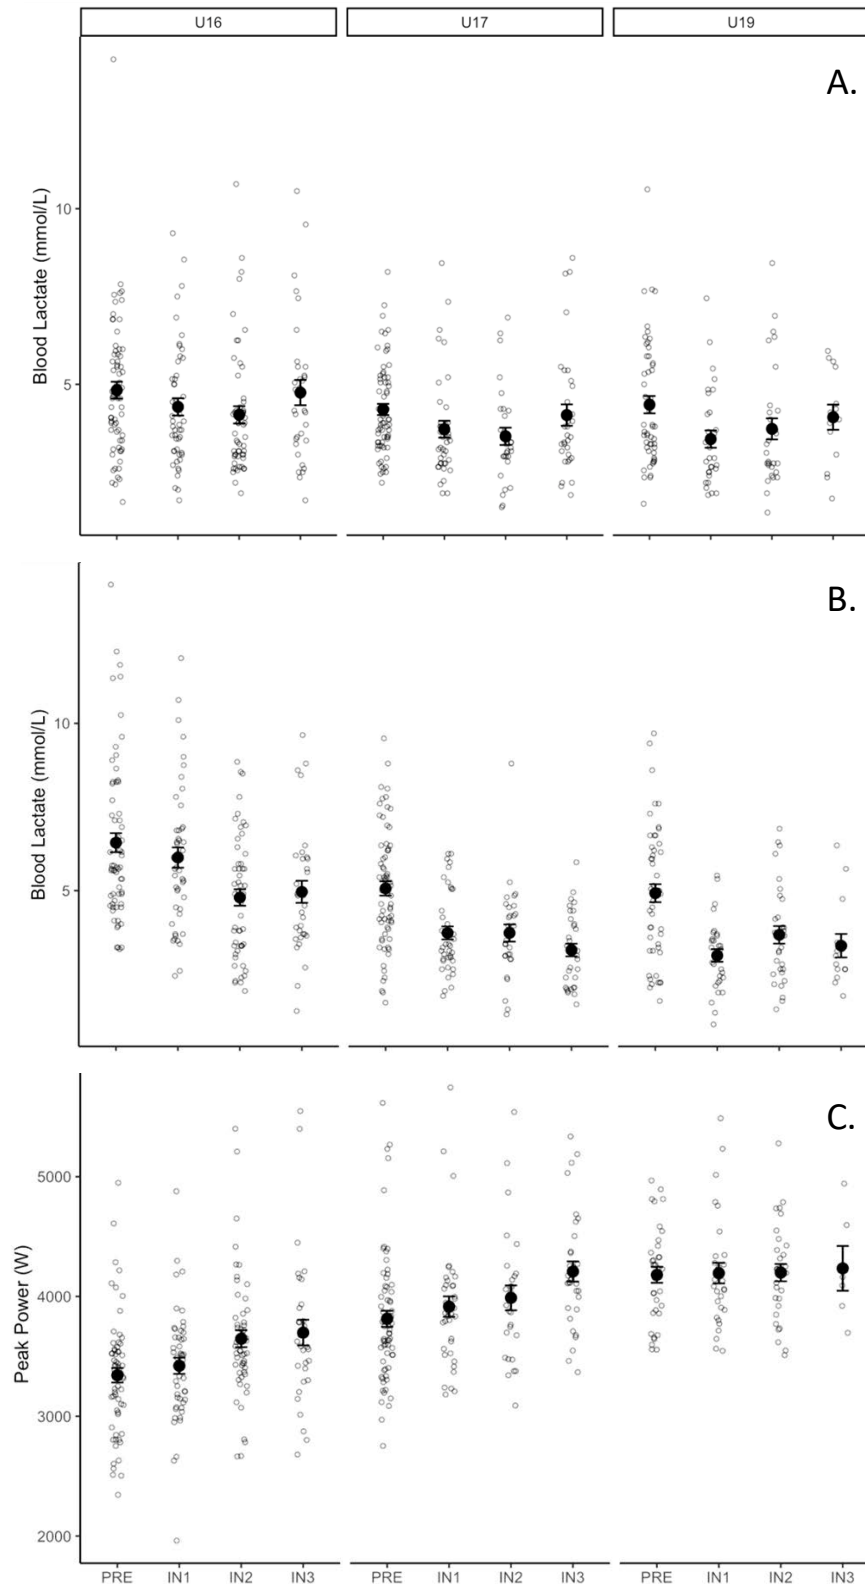 U16 U17 U19
A.
Blood Lactate (mmol/L)
10
5
B.
Blood Lactate (mmol/L)
10
5
C.
Peak Power (W)
5000
4000
3000
2000
PRE IN1 IN2 IN3 PRE IN1 IN2 IN3 PRE IN1 IN2 IN3